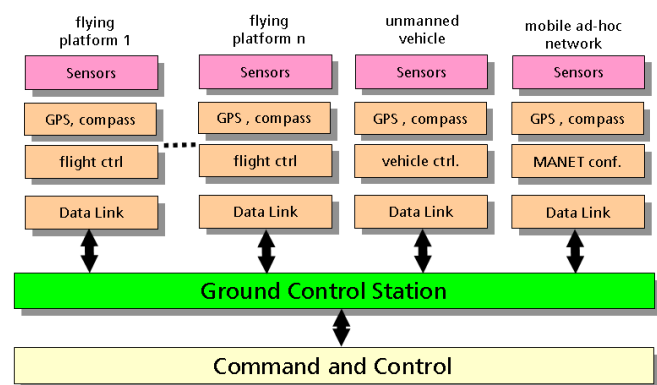 flying
platform 1
flying
platform n
unmanned
vehicle
mobile ad-hoc
network
Sensors
Sensors
Sensors
Sensors
GPS, compass
GPS , compass
GPS , compass
GPS , compass
flight ctrl
flight ctrl
vehicle ctrl.
MANET conf.
Data Link
Data Link
Data Link
Data Link
Ground Control Station
Command and Control